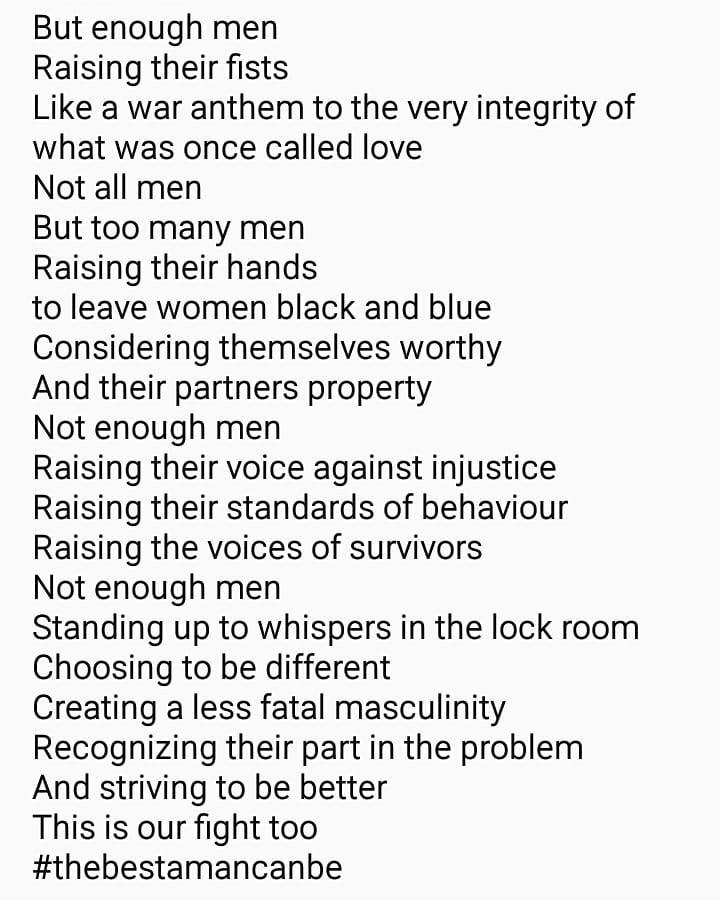 But enough men
Raising their fists
Like a war anthem to the very integrity of
what was once called love
Not all men
But too many men
Raising their hands
to leave women black and blue
Considering themselves worthy
And their partners property
Not enough men
Raising their voice against injustice
Raising their standards of behaviour
Raising the voices of survivors
Not enough men
Standing up to whispers in the lock room
Choosing to be different
Creating a less fatal masculinity
Recognizing their part in the problem
And striving to be better
This is our fight too
#thebestamancanbe